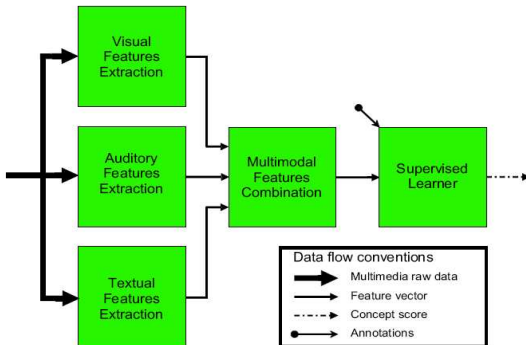 Visual
Features
Extraction
Auditory
Features
Extraction
Textual
Features
Extraction
Multimodal
Features
Combination
Supervised
Learner
Data flow conventions
Multimedia raw data
Feature vector
Concept score
Annotations